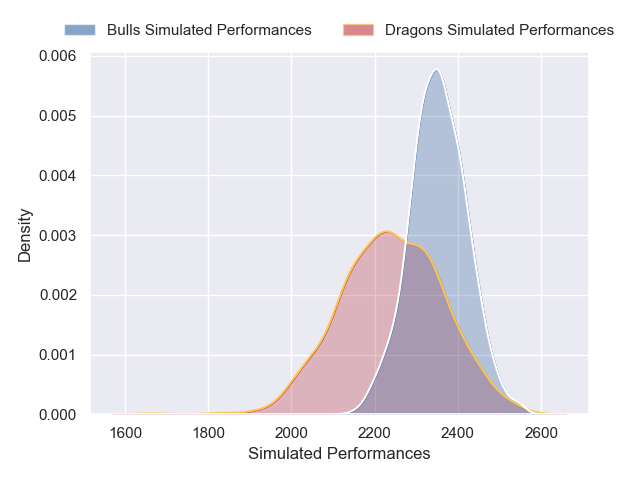 Bulls Simulated Performances Dragons Simulated Performances
0.006
0.005
0.004
0.003
0.002
0.001
0.000
Density
1600 1800 2000 2200 2400 2600
Simulated Performances